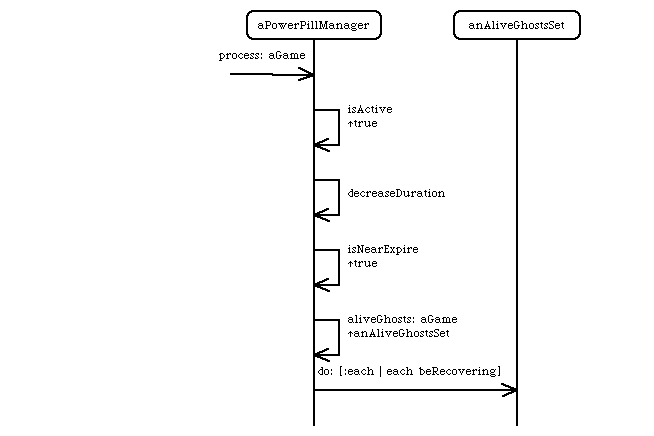 aPowerPillManager
anAliveGhostsSet
process: aGame
isActive
↑true
decreaseDuration
isNearExpire
↑true
aliveGhosts: aGame
↑anAliveGhostsSet
do: [:each | each beRecovering]